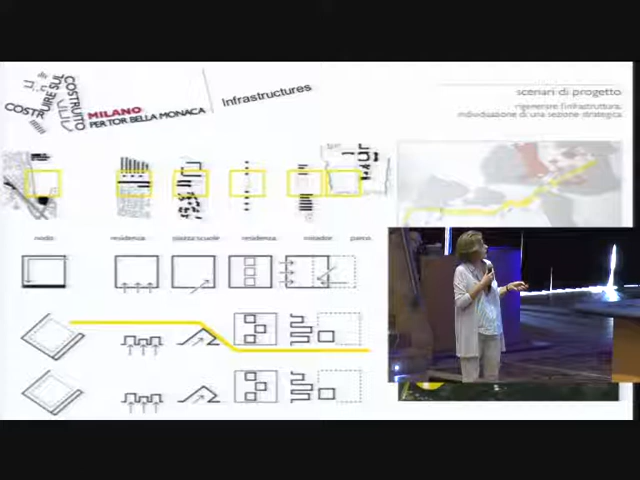 COSTRUIRE SUL
COSTRUITO
MILANO
PER TOR BELLA MONACA
Infrastructures
scenari di progetto
rigenerare l'infrastruttura.
individuazione di una sezione strategica
nodo
residenza
piazza scuole
residenza
mitador
parco